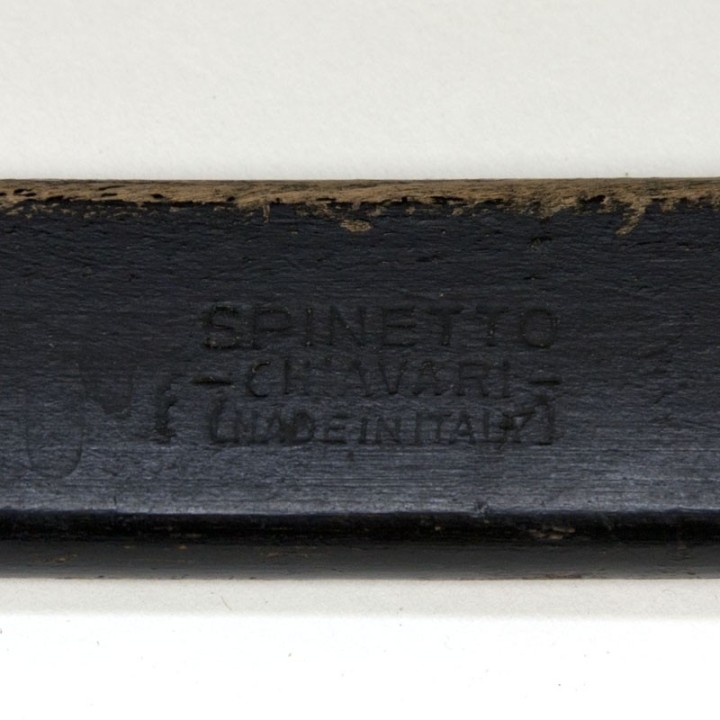 SPINETTO
-CHIAVARI-
(MADE IN ITALY)